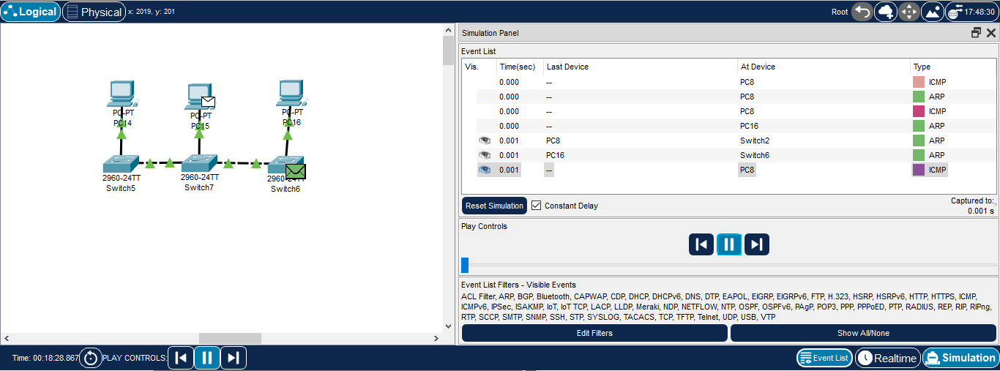 Logical Physical x: 2019, y: 201 Root 17:48:30
Simulation Panel
Event List
Vis. Time(sec) Last Device At Device Type
0.000 -- PC8 ICMP
0.000 -- PC8 ARP
0.000 -- PC8 ICMP
0.000 -- PC16 ARP
0.001 PC8 Switch2 ARP
0.001 PC16 Switch6 ARP
0.001 -- PC8 ICMP
PC-PT
PC14
PC-PT
PC15
PC-PT
PC16
2960-24TT
Switch5
2960-24TT
Switch7
2960-24TT
Switch6
Reset Simulation Constant Delay
Captured to:
0.001 s
Play Controls
Event List Filters - Visible Events
ACL Filter, ARP, BGP, Bluetooth, CAPWAP, CDP, DHCP, DHCPv6, DNS, DTP, EAPOL, EIGRP, EIGRPv6, FTP, H.323, HSRP, HSRPv6, HTTP, HTTPS, ICMP,
ICMPv6, IPSec, ISAKMP, IoT, IoT TCP, LACP, LLDP, Meraki, NDP, NETFLOW, NTP, OSPF, OSPFv6, PAgP, POP3, PPP, PPPoED, PTP, RADIUS, REP, RIP, RIPng,
RTP, SCCP, SMTP, SNMP, SSH, STP, SYSLOG, TACACS, TCP, TFTP, Telnet, UDP, USB, VTP
Edit Filters Show All/None
Time: 00:18:28.867 PLAY CONTROLS: Event List Realtime Simulation